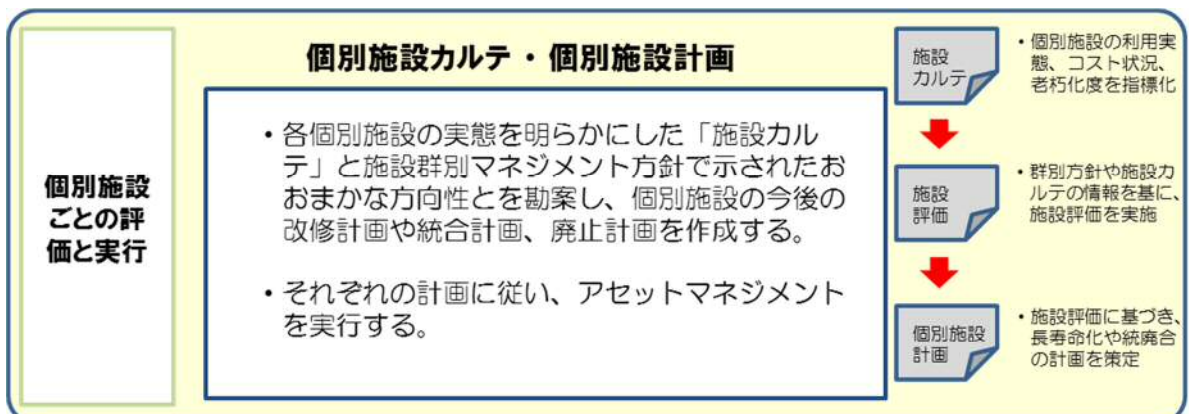 個別施設
ごとの評
価と実行
個別施設カルテ・個別施設計画
・各個別施設の実態を明らかにした「施設カル
テ」と施設群別マネジメント方針で示されたお
おまかな方向性とを勘案し、個別施設の今後の
改修計画や統合計画、廃止計画を作成する。
・それぞれの計画に従い、アセットマネジメント
を実行する。
施設
カルテ
・個別施設の利用実
態、コスト状況、
老朽化度を指標化
施設
評価
・群別方針や施設カ
ルテの情報を基に、
施設評価を実施
個別施設
計画
・施設評価に基づき、
長寿命化や統廃合
の計画を策定